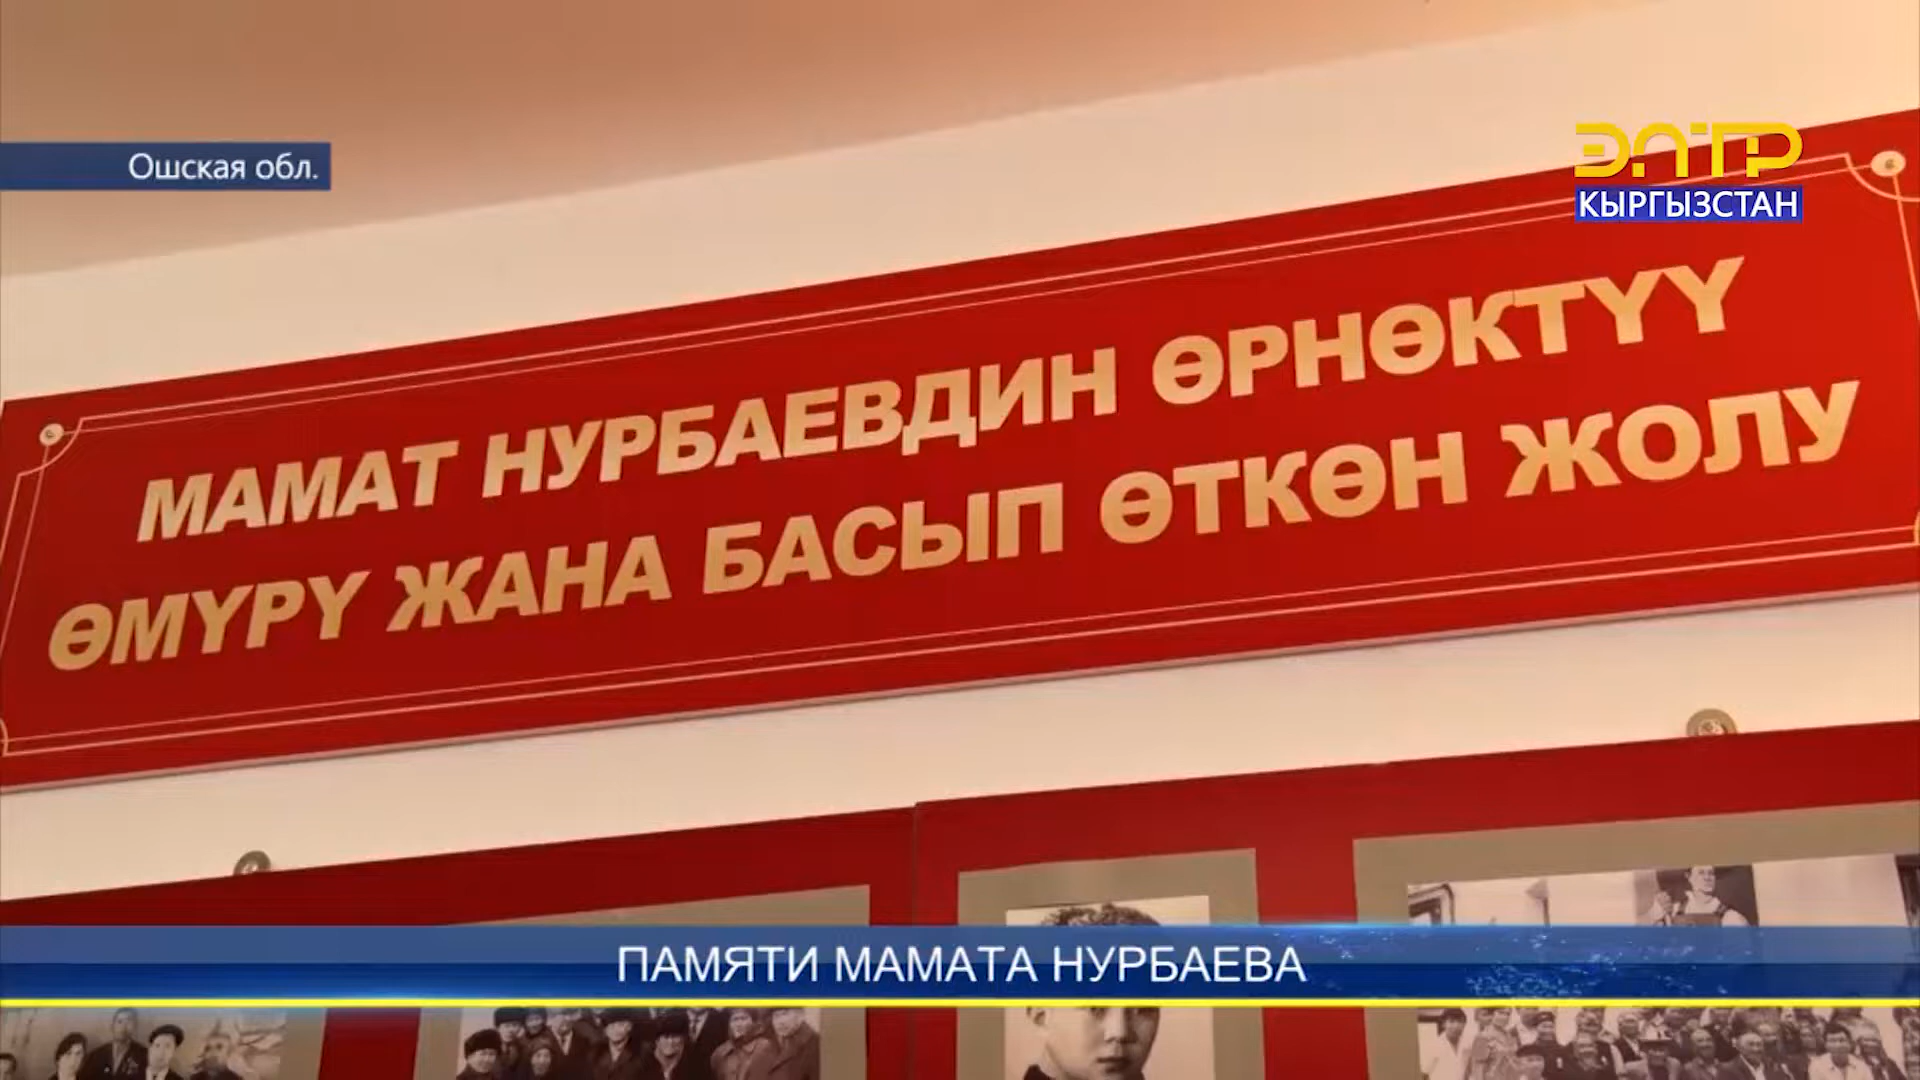 Ошская обл.
ЭЛТР
КЫРГЫЗСТАН
МАМАТ НУРБАЕВДИН ӨРНӨКТҮҮ
ӨМҮРҮ ЖАНА БАСЫП ӨТКӨН ЖОЛУ
ПАМЯТИ МАМАТА НУРБАЕВА